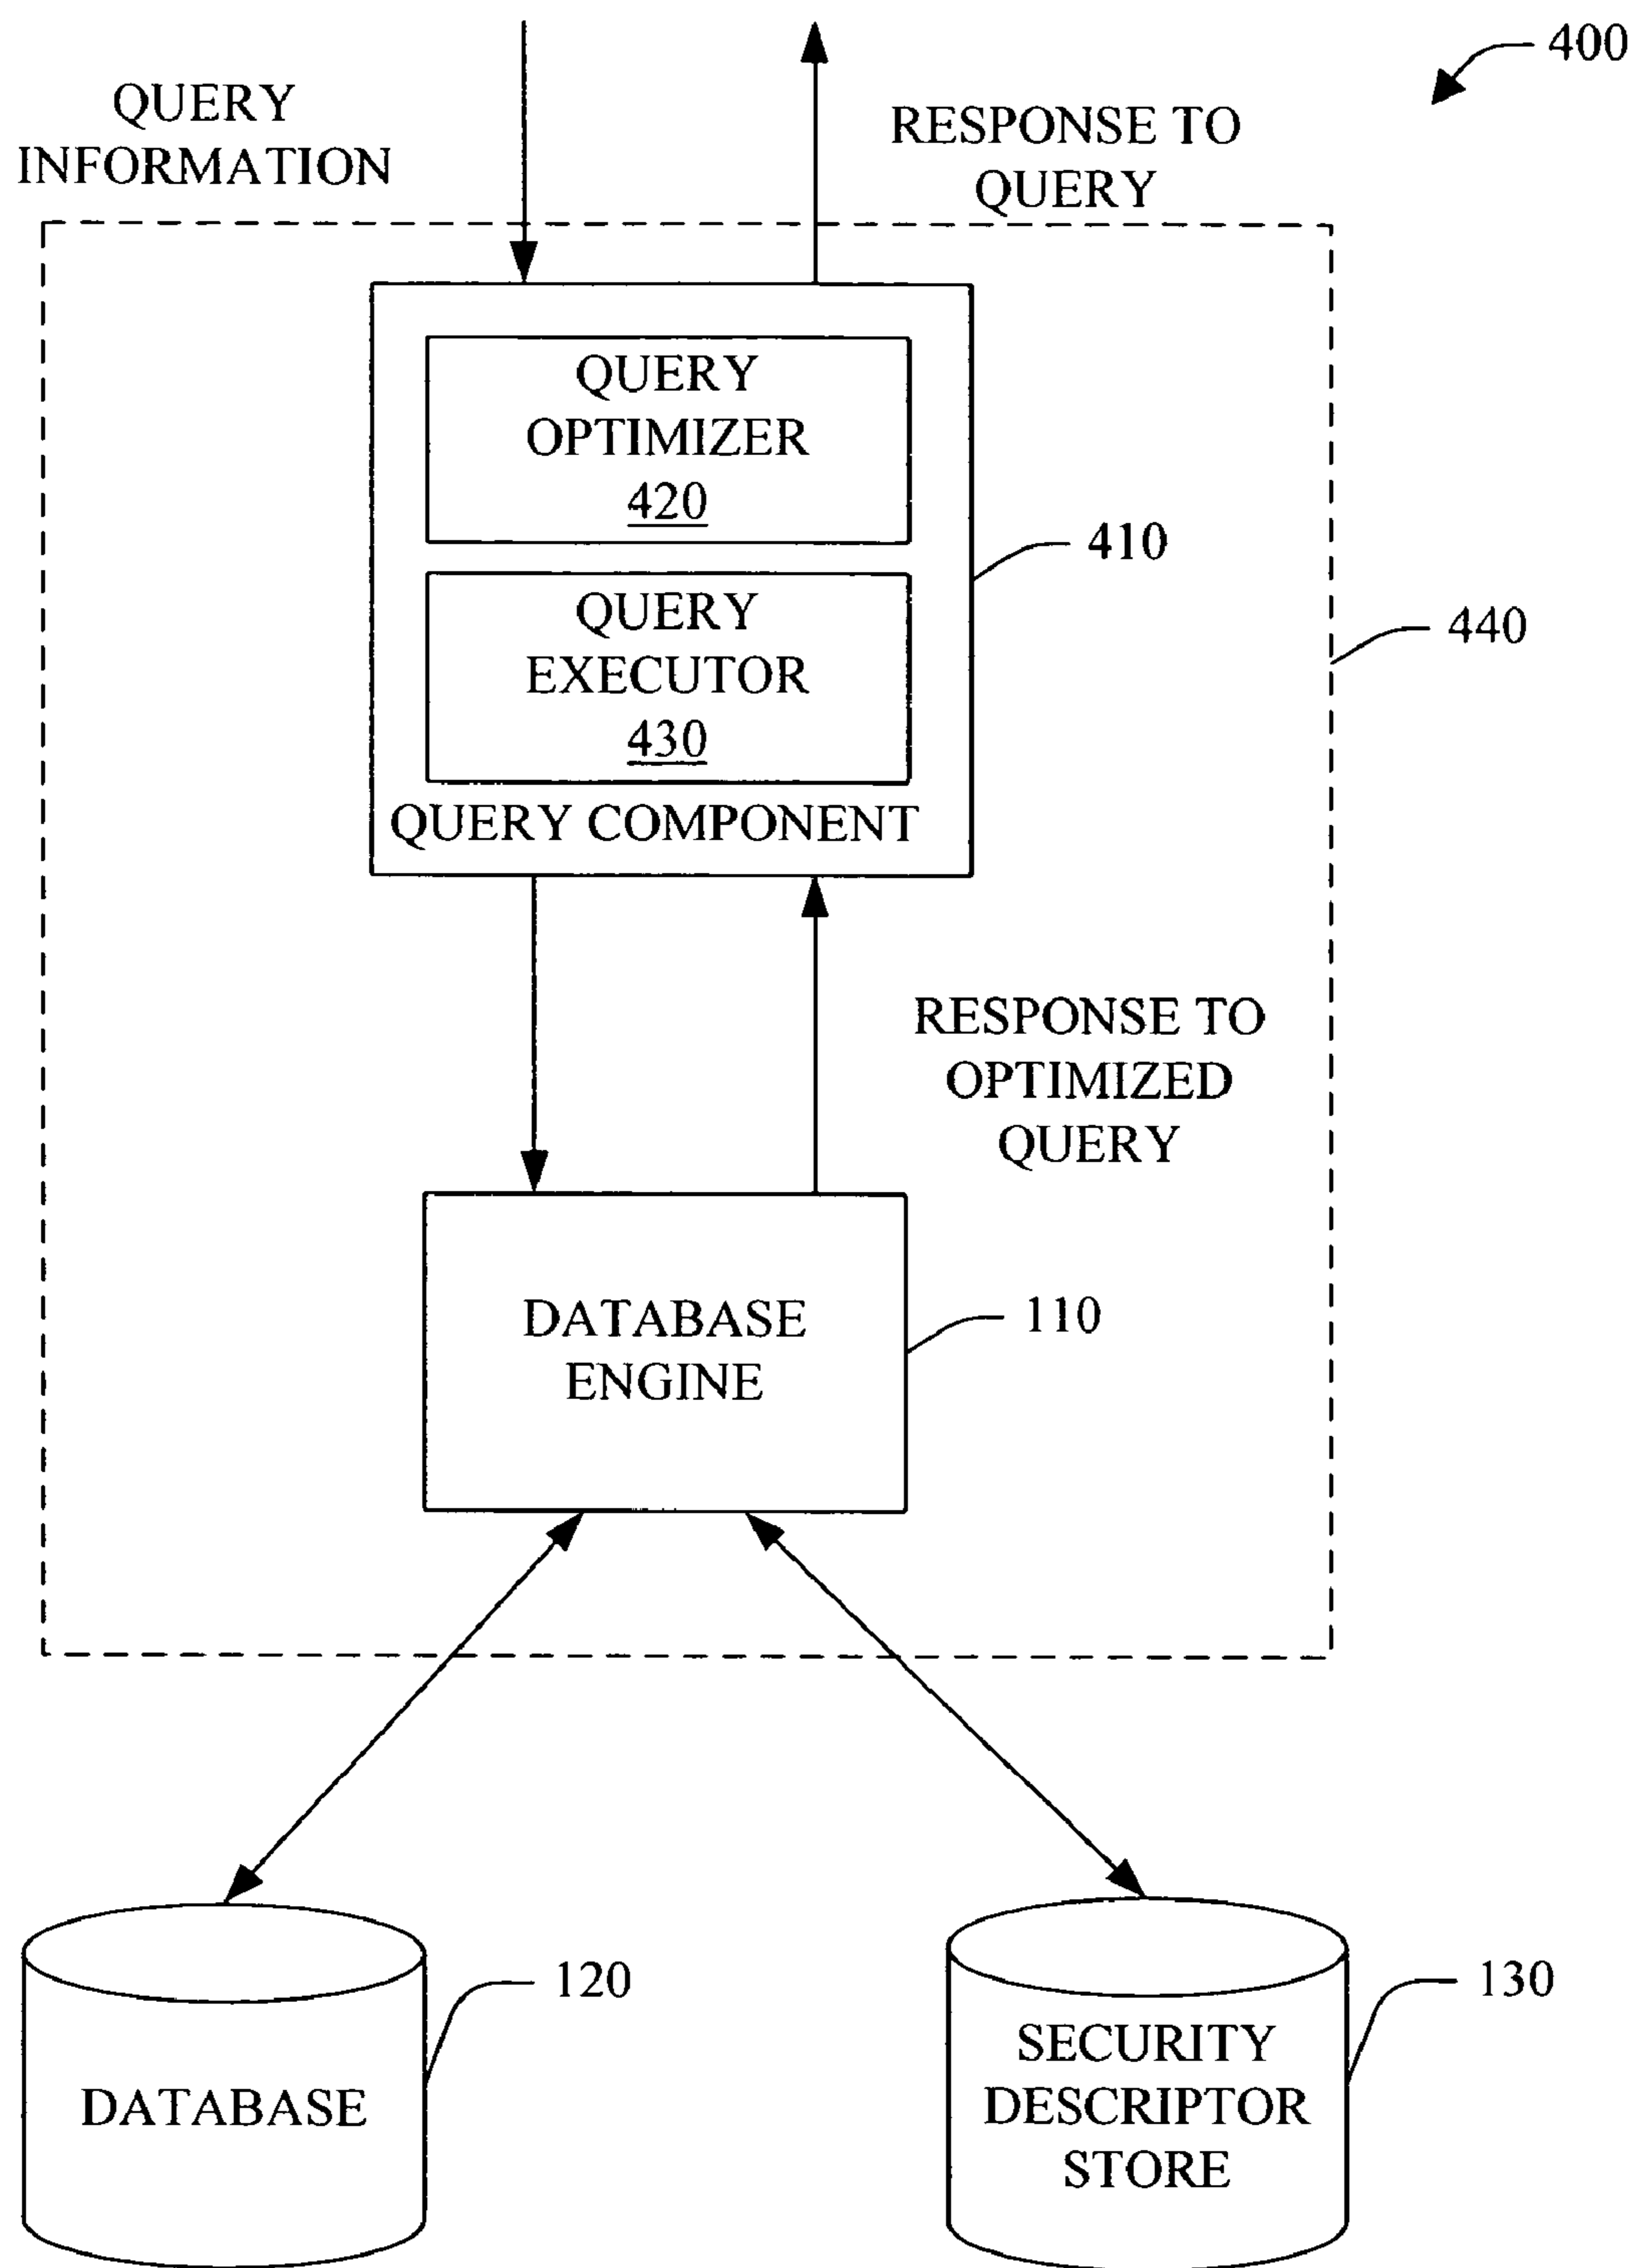 400
QUERY
INFORMATION
RESPONSE TO
QUERY
QUERY
OPTIMIZER
420
410
QUERY
EXECUTOR
430
440
QUERY COMPONENT
RESPONSE TO
OPTIMIZED
QUERY
DATABASE
ENGINE
110
120
DATABASE
130
SECURITY
DESCRIPTOR
STORE